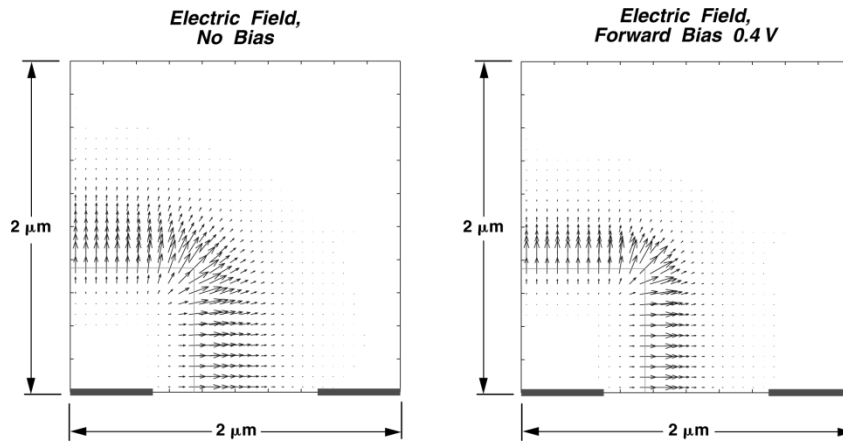 Electric Field,
No Bias
2 μm
2 μm
Electric Field,
Forward Bias 0.4 V
2 μm
2 μm